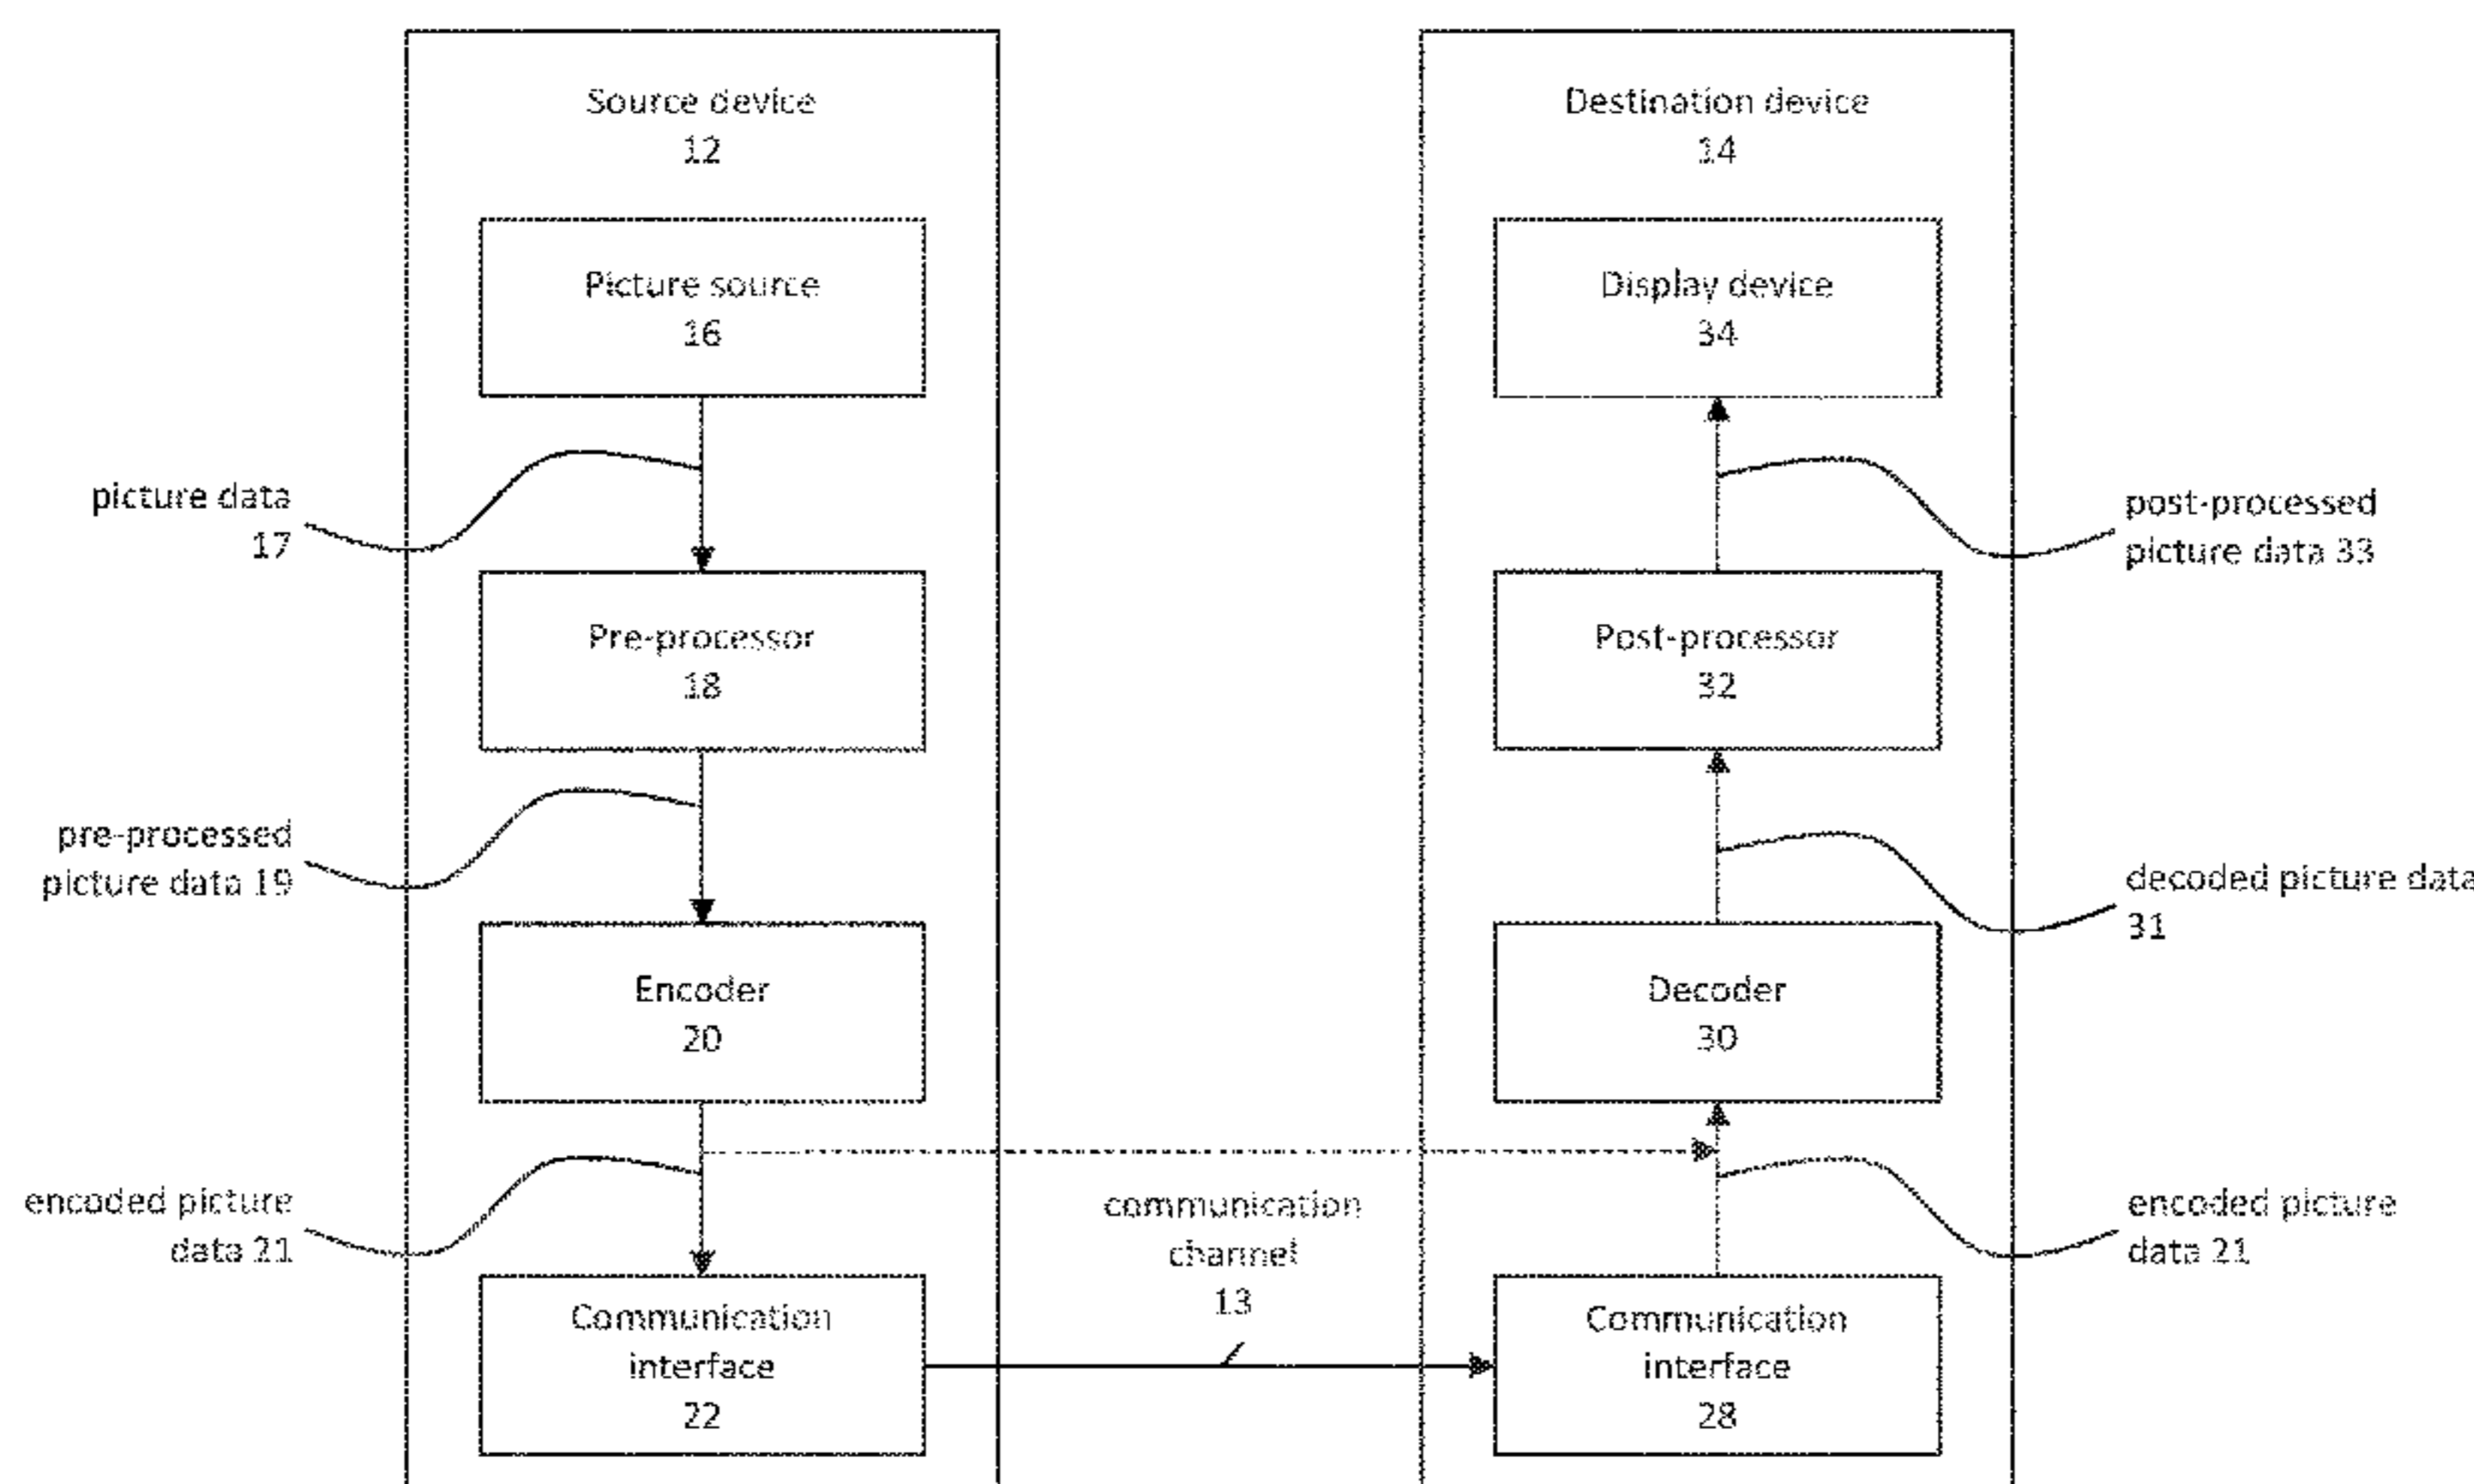 Source device
12
Picture source
16
picture data
17
Pre-processor
18
pre-processed
picture data 19
Encoder
20
encoded picture
data 21
Communication
interface
22
communication
channel
13
Destination device
14
Display device
34
post-processed
picture data 33
Post-processor
32
decoded picture data
31
Decoder
30
encoded picture
data 21
Communication
interface
28